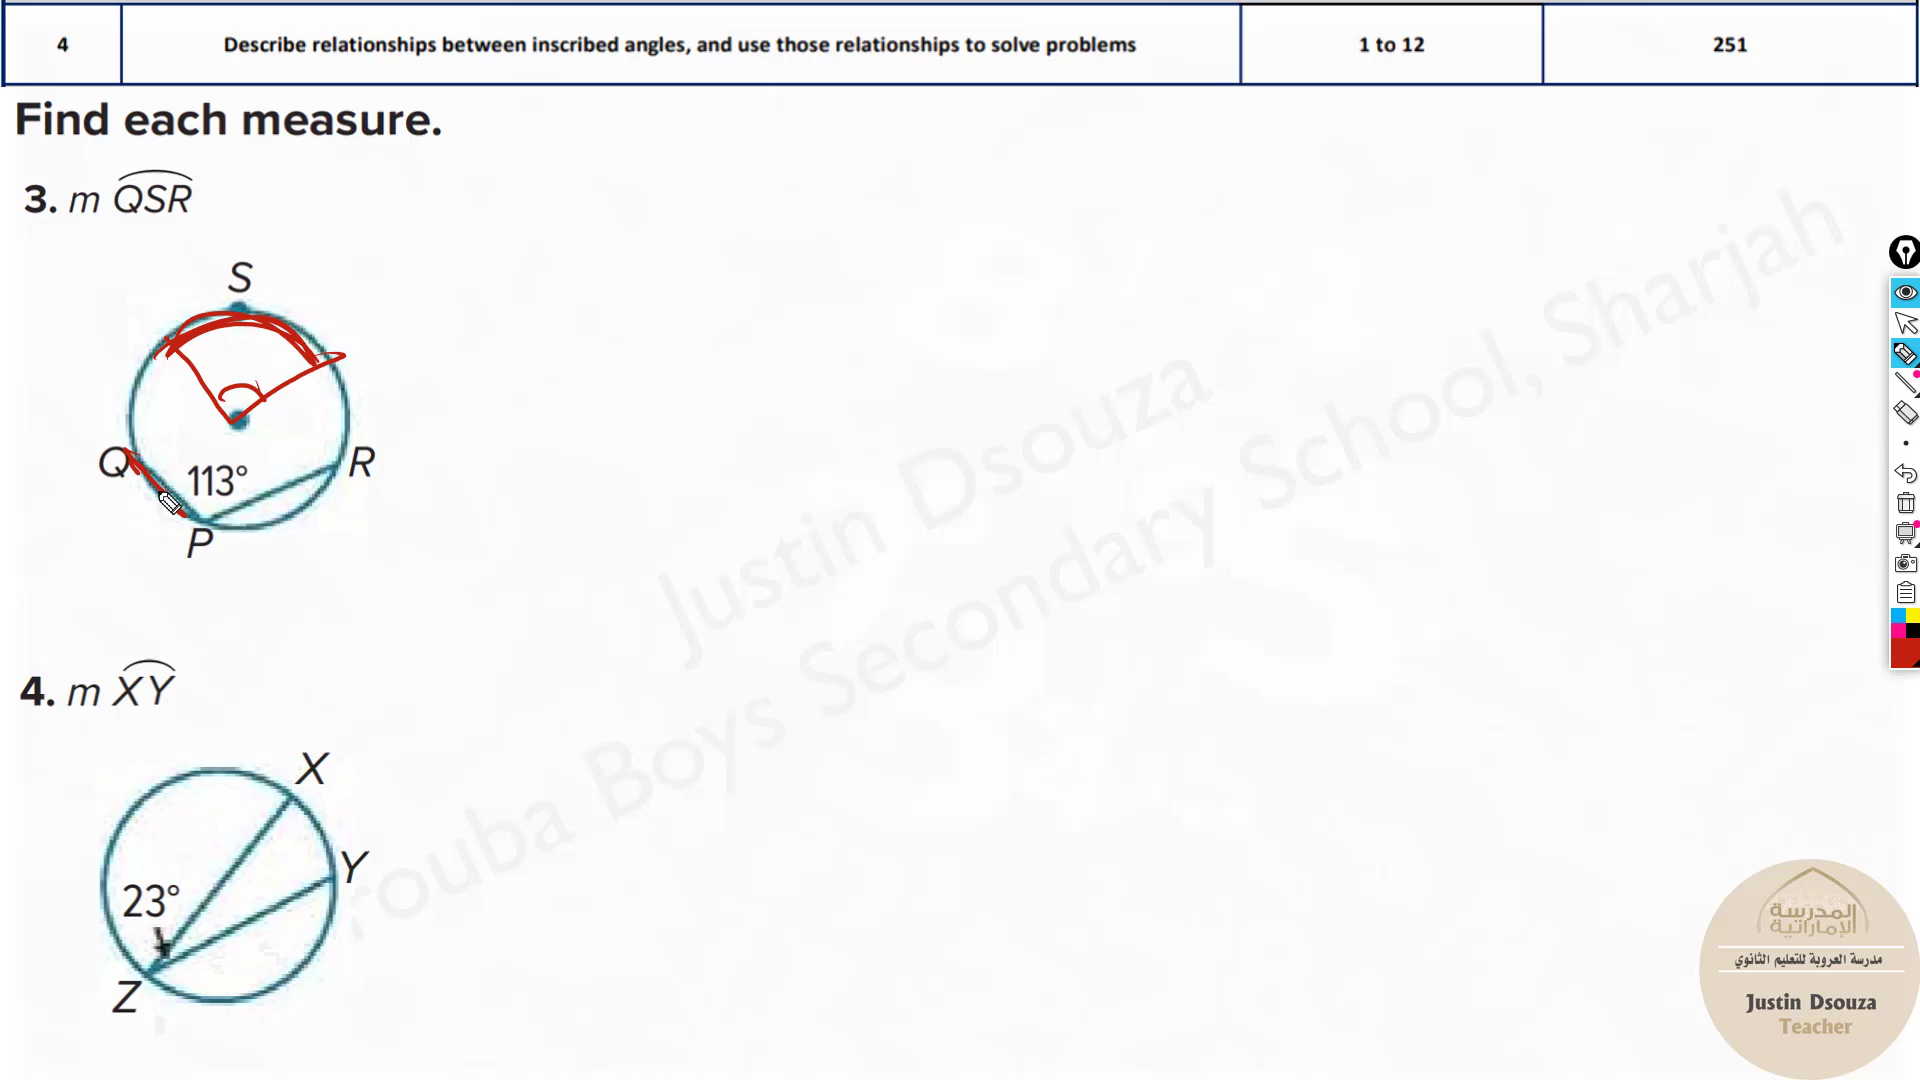 4 Describe relationships between inscribed angles, and use those relationships to solve problems 1 to 12 251
Find each measure.
3. m QSR
S
Q 113° R
P
4. m XY
X
Y
23°
Z
Justin Dsouza
rouba Boys Secondary School, Sharjah
المدرسة
الإماراتية
مدرسة العروبة للتعليم الثانوي
Justin Dsouza
Teacher